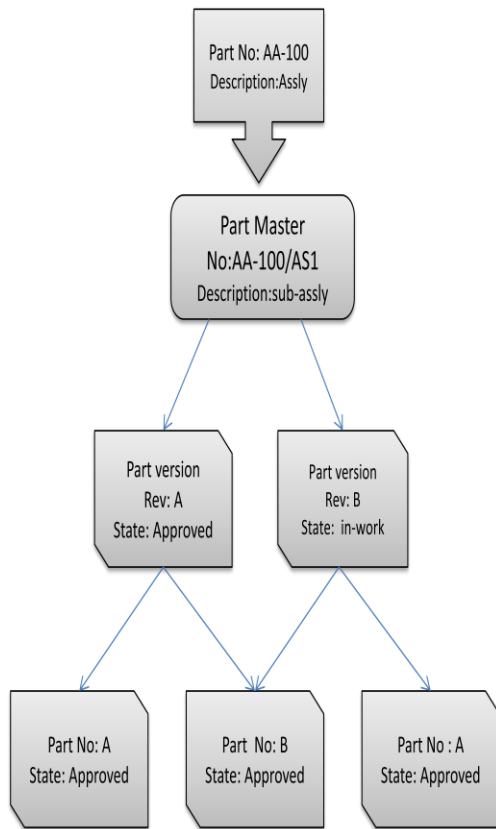 Part No: AA-100
Description:Assly
Part Master
No:AA-100/AS1
Description:sub-assly
Part version
Rev: A
State: Approved
Part version
Rev: B
State:  in-work
Part No: A
State: Approved
Part  No: B
State: Approved
Part No : A
State: Approved